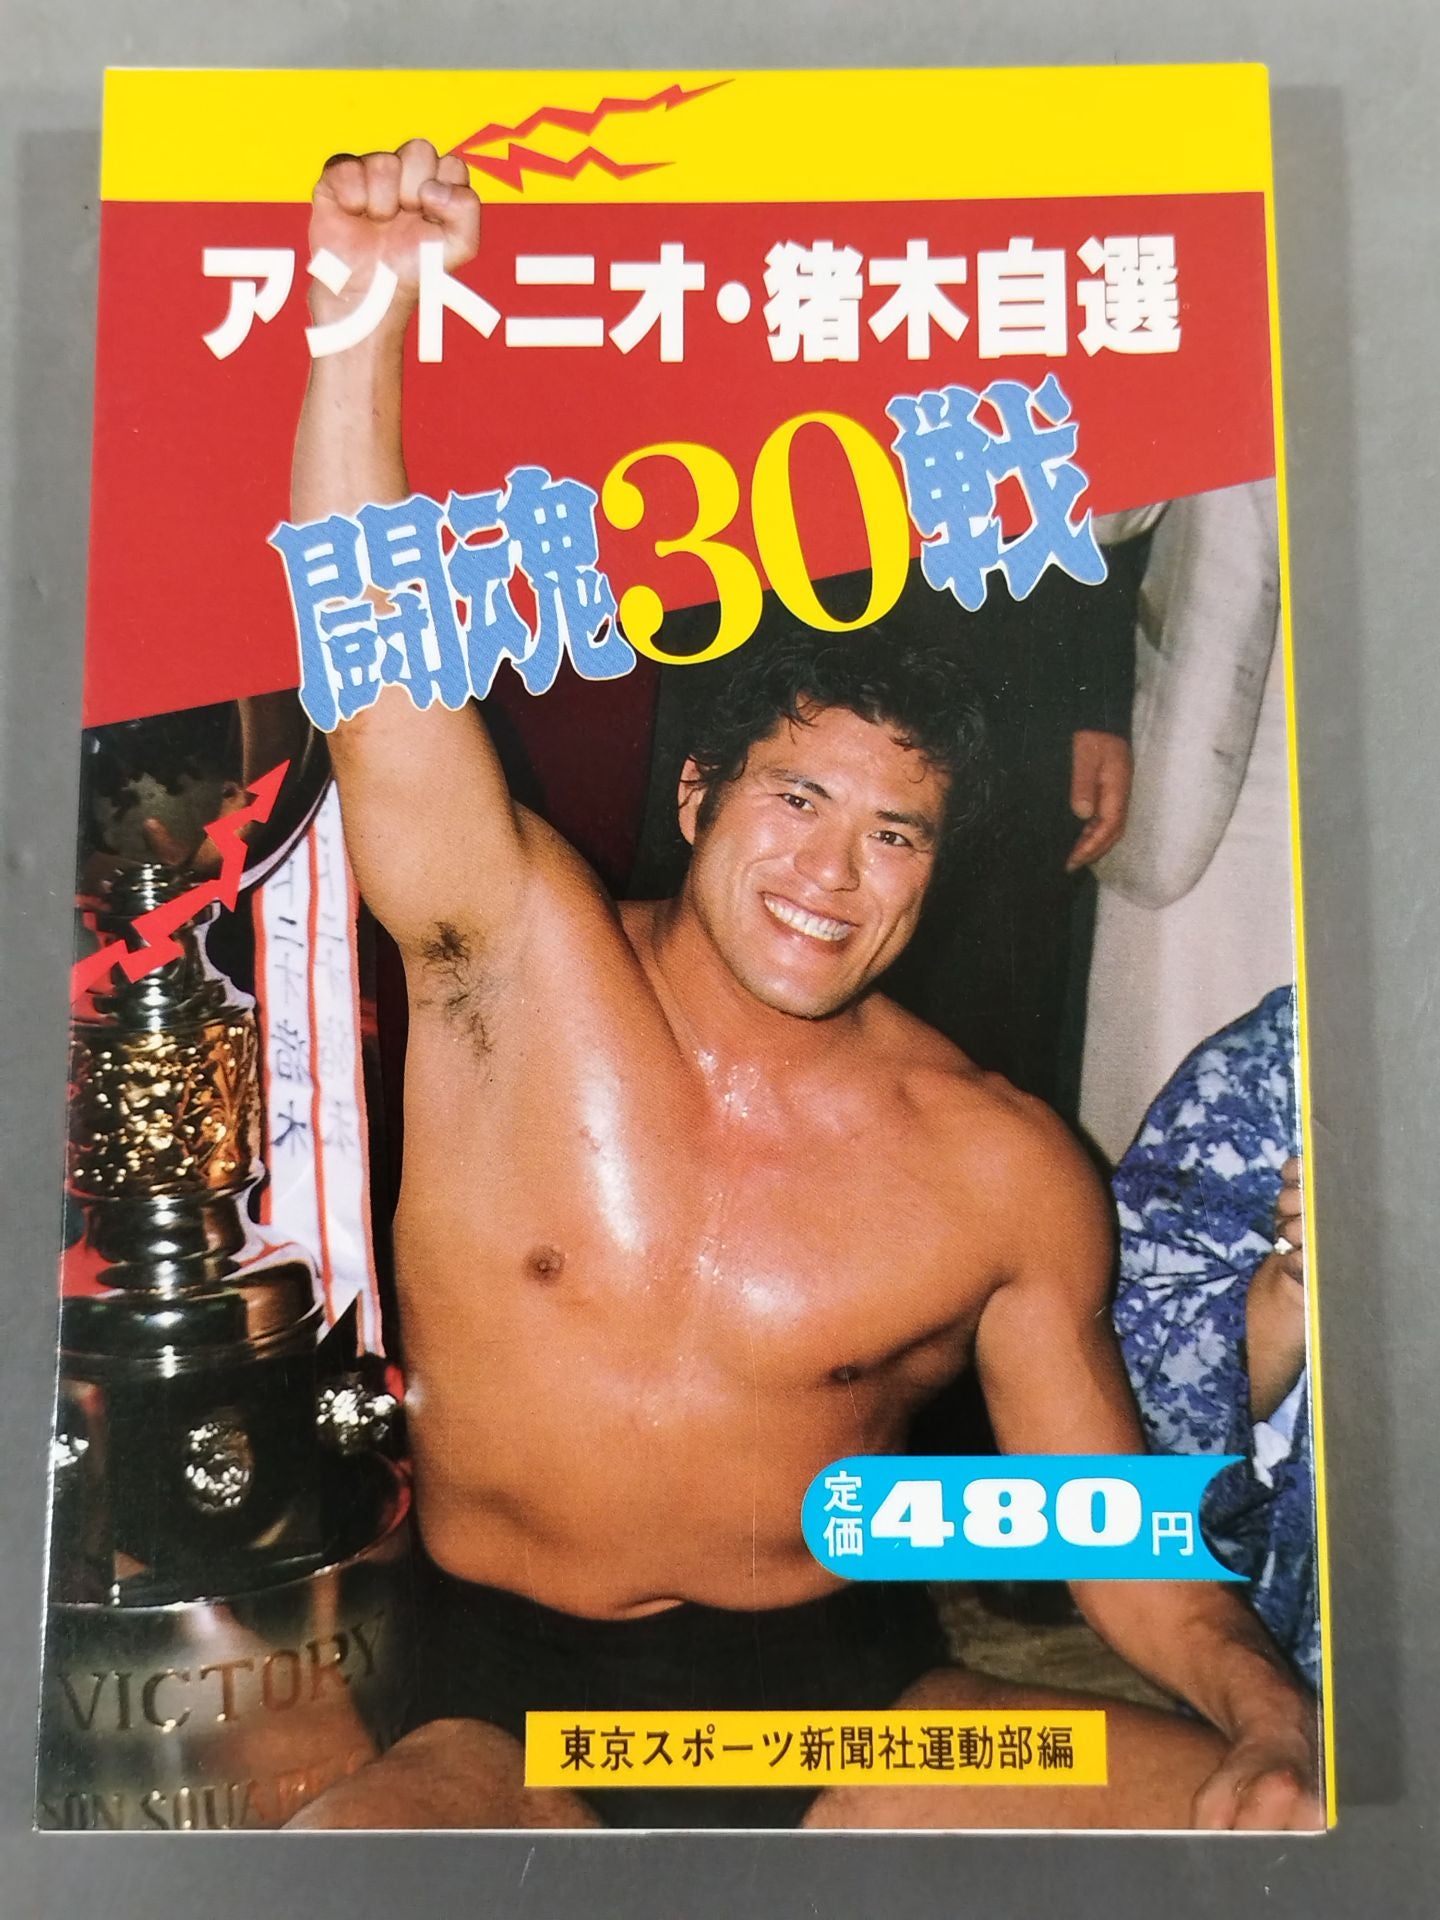 アントニオ・猪木自選
闘魂30戦
定価480円
VICTORY
東京スポーツ新聞社運動部編